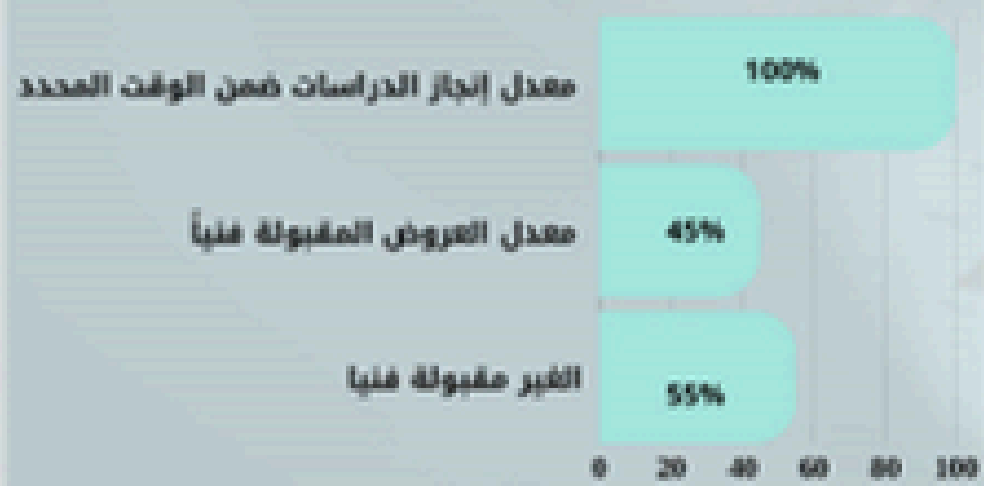 معدل إنجاز الدراسات ضمن الوقت المحدد
100%
معدل العروض المقبولة فنياً
45%
الغير مقبولة فنيا
55%
0 20 40 60 80 100